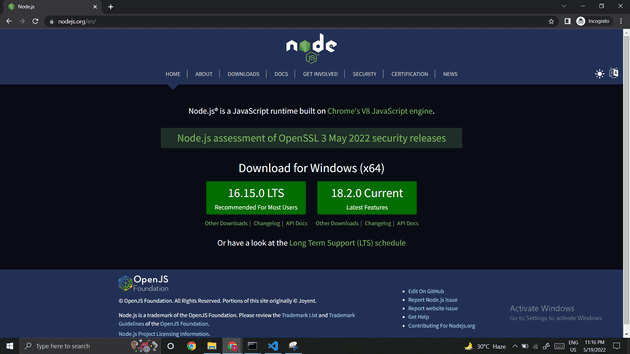 Node.js
Incognito
nodejs.org/en/
node
JS
HOME
ABOUT
DOWNLOADS
DOCS
GET INVOLVED
SECURITY
CERTIFICATION
NEWS
Node.js® is a JavaScript runtime built on Chrome's V8 JavaScript engine.
Node.js assessment of OpenSSL 3 May 2022 security releases
Download for Windows (x64)
16.15.0 LTS
Recommended For Most Users
18.2.0 Current
Latest Features
Other Downloads | Changelog | API Docs
Other Downloads | Changelog | API Docs
Or have a look at the Long Term Support (LTS) schedule
OpenJS
Foundation
© OpenJS Foundation. All Rights Reserved. Portions of this site originally © Joyent.
Node.js is a trademark of the OpenJS Foundation. Please review the Trademark List and Trademark
Guidelines of the OpenJS Foundation.
Node.js Project Licensing Information.
Edit On GitHub
Report Node.js issue
Report website issue
Get Help
Contributing For Nodejs.org
Activate Windows
Go to Settings to activate Windows.
Type here to search
30°C Haze
ENG
US
11:16 PM
5/19/2022